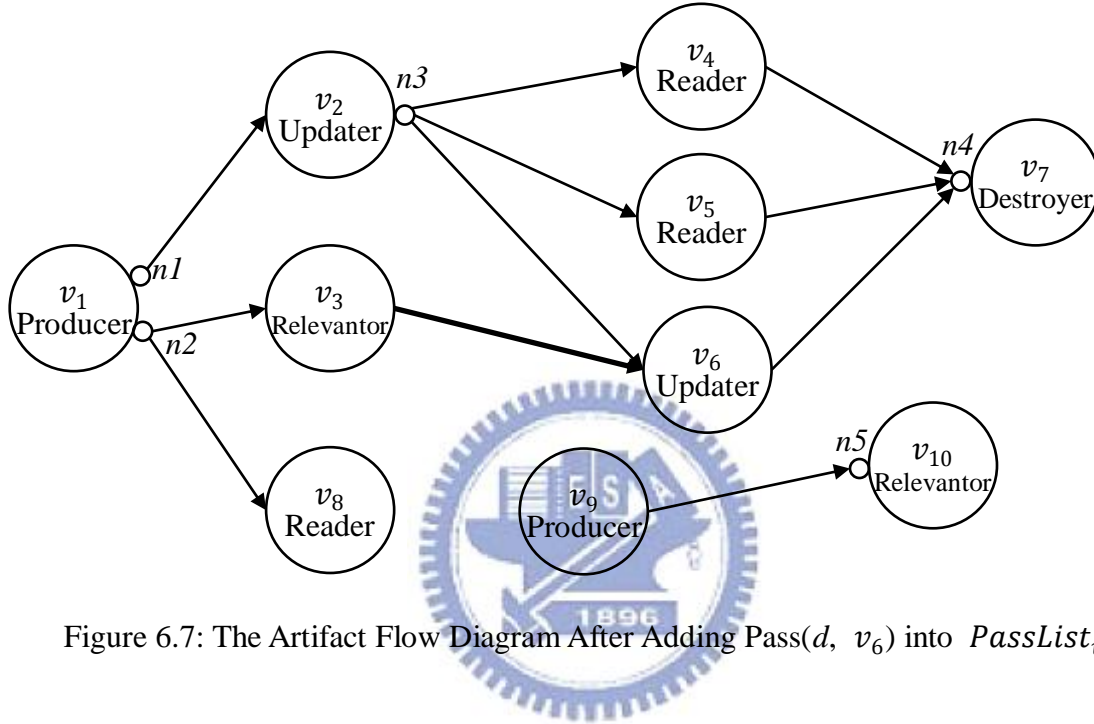 v₄
Reader
n3
v₂
Updater
n4
v₇
Destroyer
v₅
Reader
n1
v₁
Producer
v₃
Relevantor
n2
v₆
Updater
n5
v₁₀
Relevantor
v₈
Reader
E S A
v₉
Producer
1896
Figure 6.7: The Artifact Flow Diagram After Adding Pass(d, v₆) into PassList